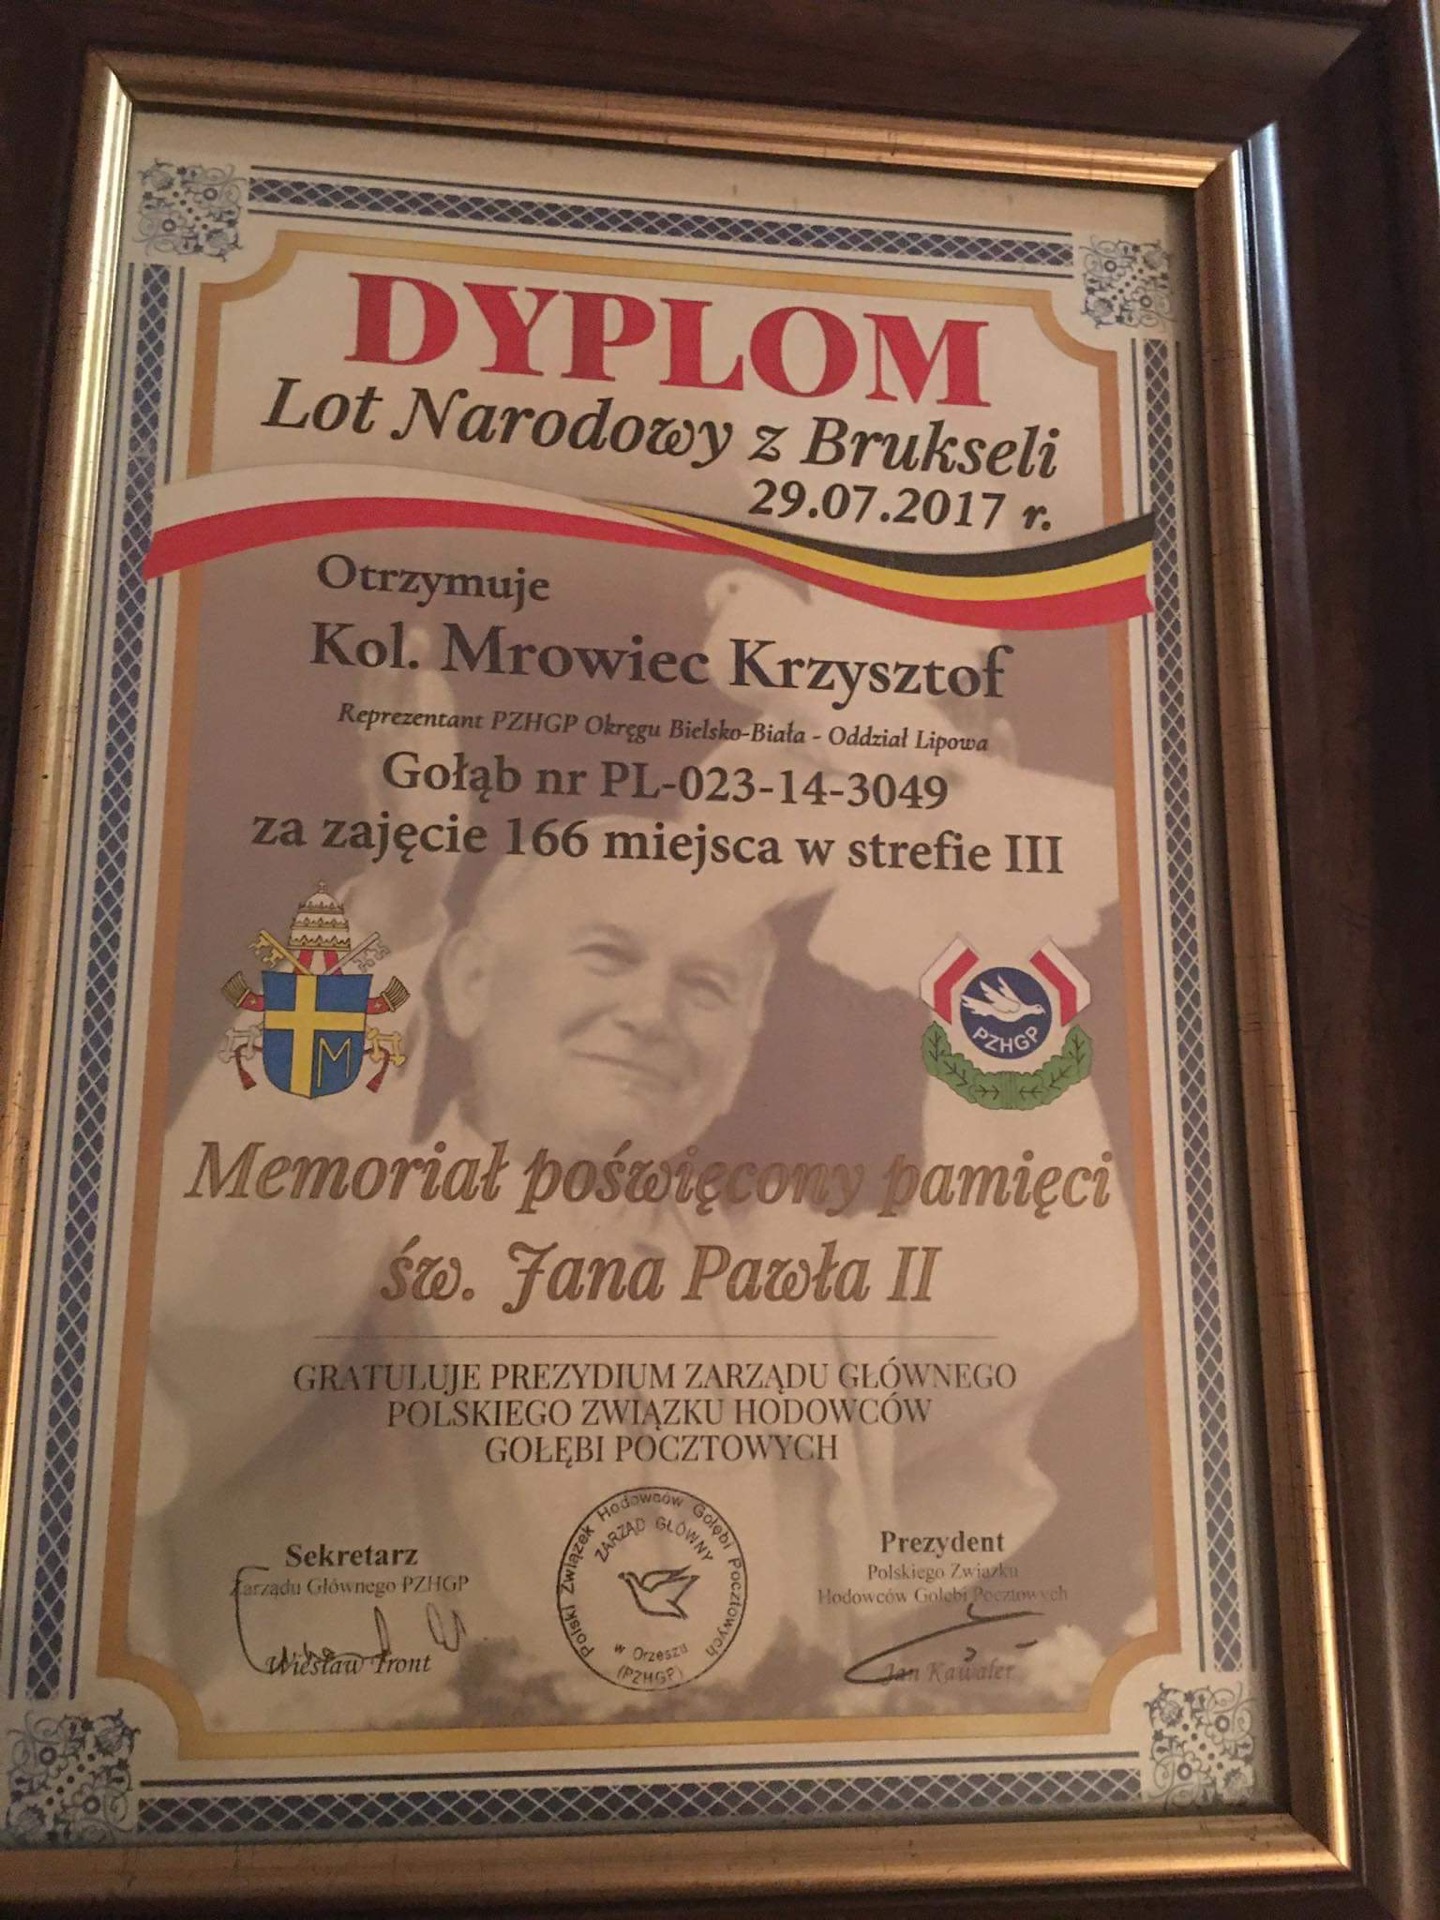 DYPLOM
Lot Narodowy z Brukseli
29.07.2017 r.
Otrzymuje
Kol. Mrowiec Krzysztof
Reprezentant PZHGP Okręgu Bielsko-Biała - Oddział Lipowa
Gołąb nr PL-023-14-3049
za zajęcie 166 miejsca w strefie III
M
PZHGP
Memoriał poświęcony pamięci
św. Jana Pawła II
GRATULUJE PREZYDIUM ZARZĄDU GŁÓWNEGO
POLSKIEGO ZWIĄZKU HODOWCÓW
GOŁĘBI POCZTOWYCH
Sekretarz
Zarządu Głównego PZHGP
Wiesław Tront
Polski Związek Hodowców Gołębi Pocztowych
ZARZĄD GŁÓWNY
w Orzeszu
(PZHGP)
Prezydent
Polskiego Związku
Hodowców Gołębi Pocztowych
Jan Kawaler